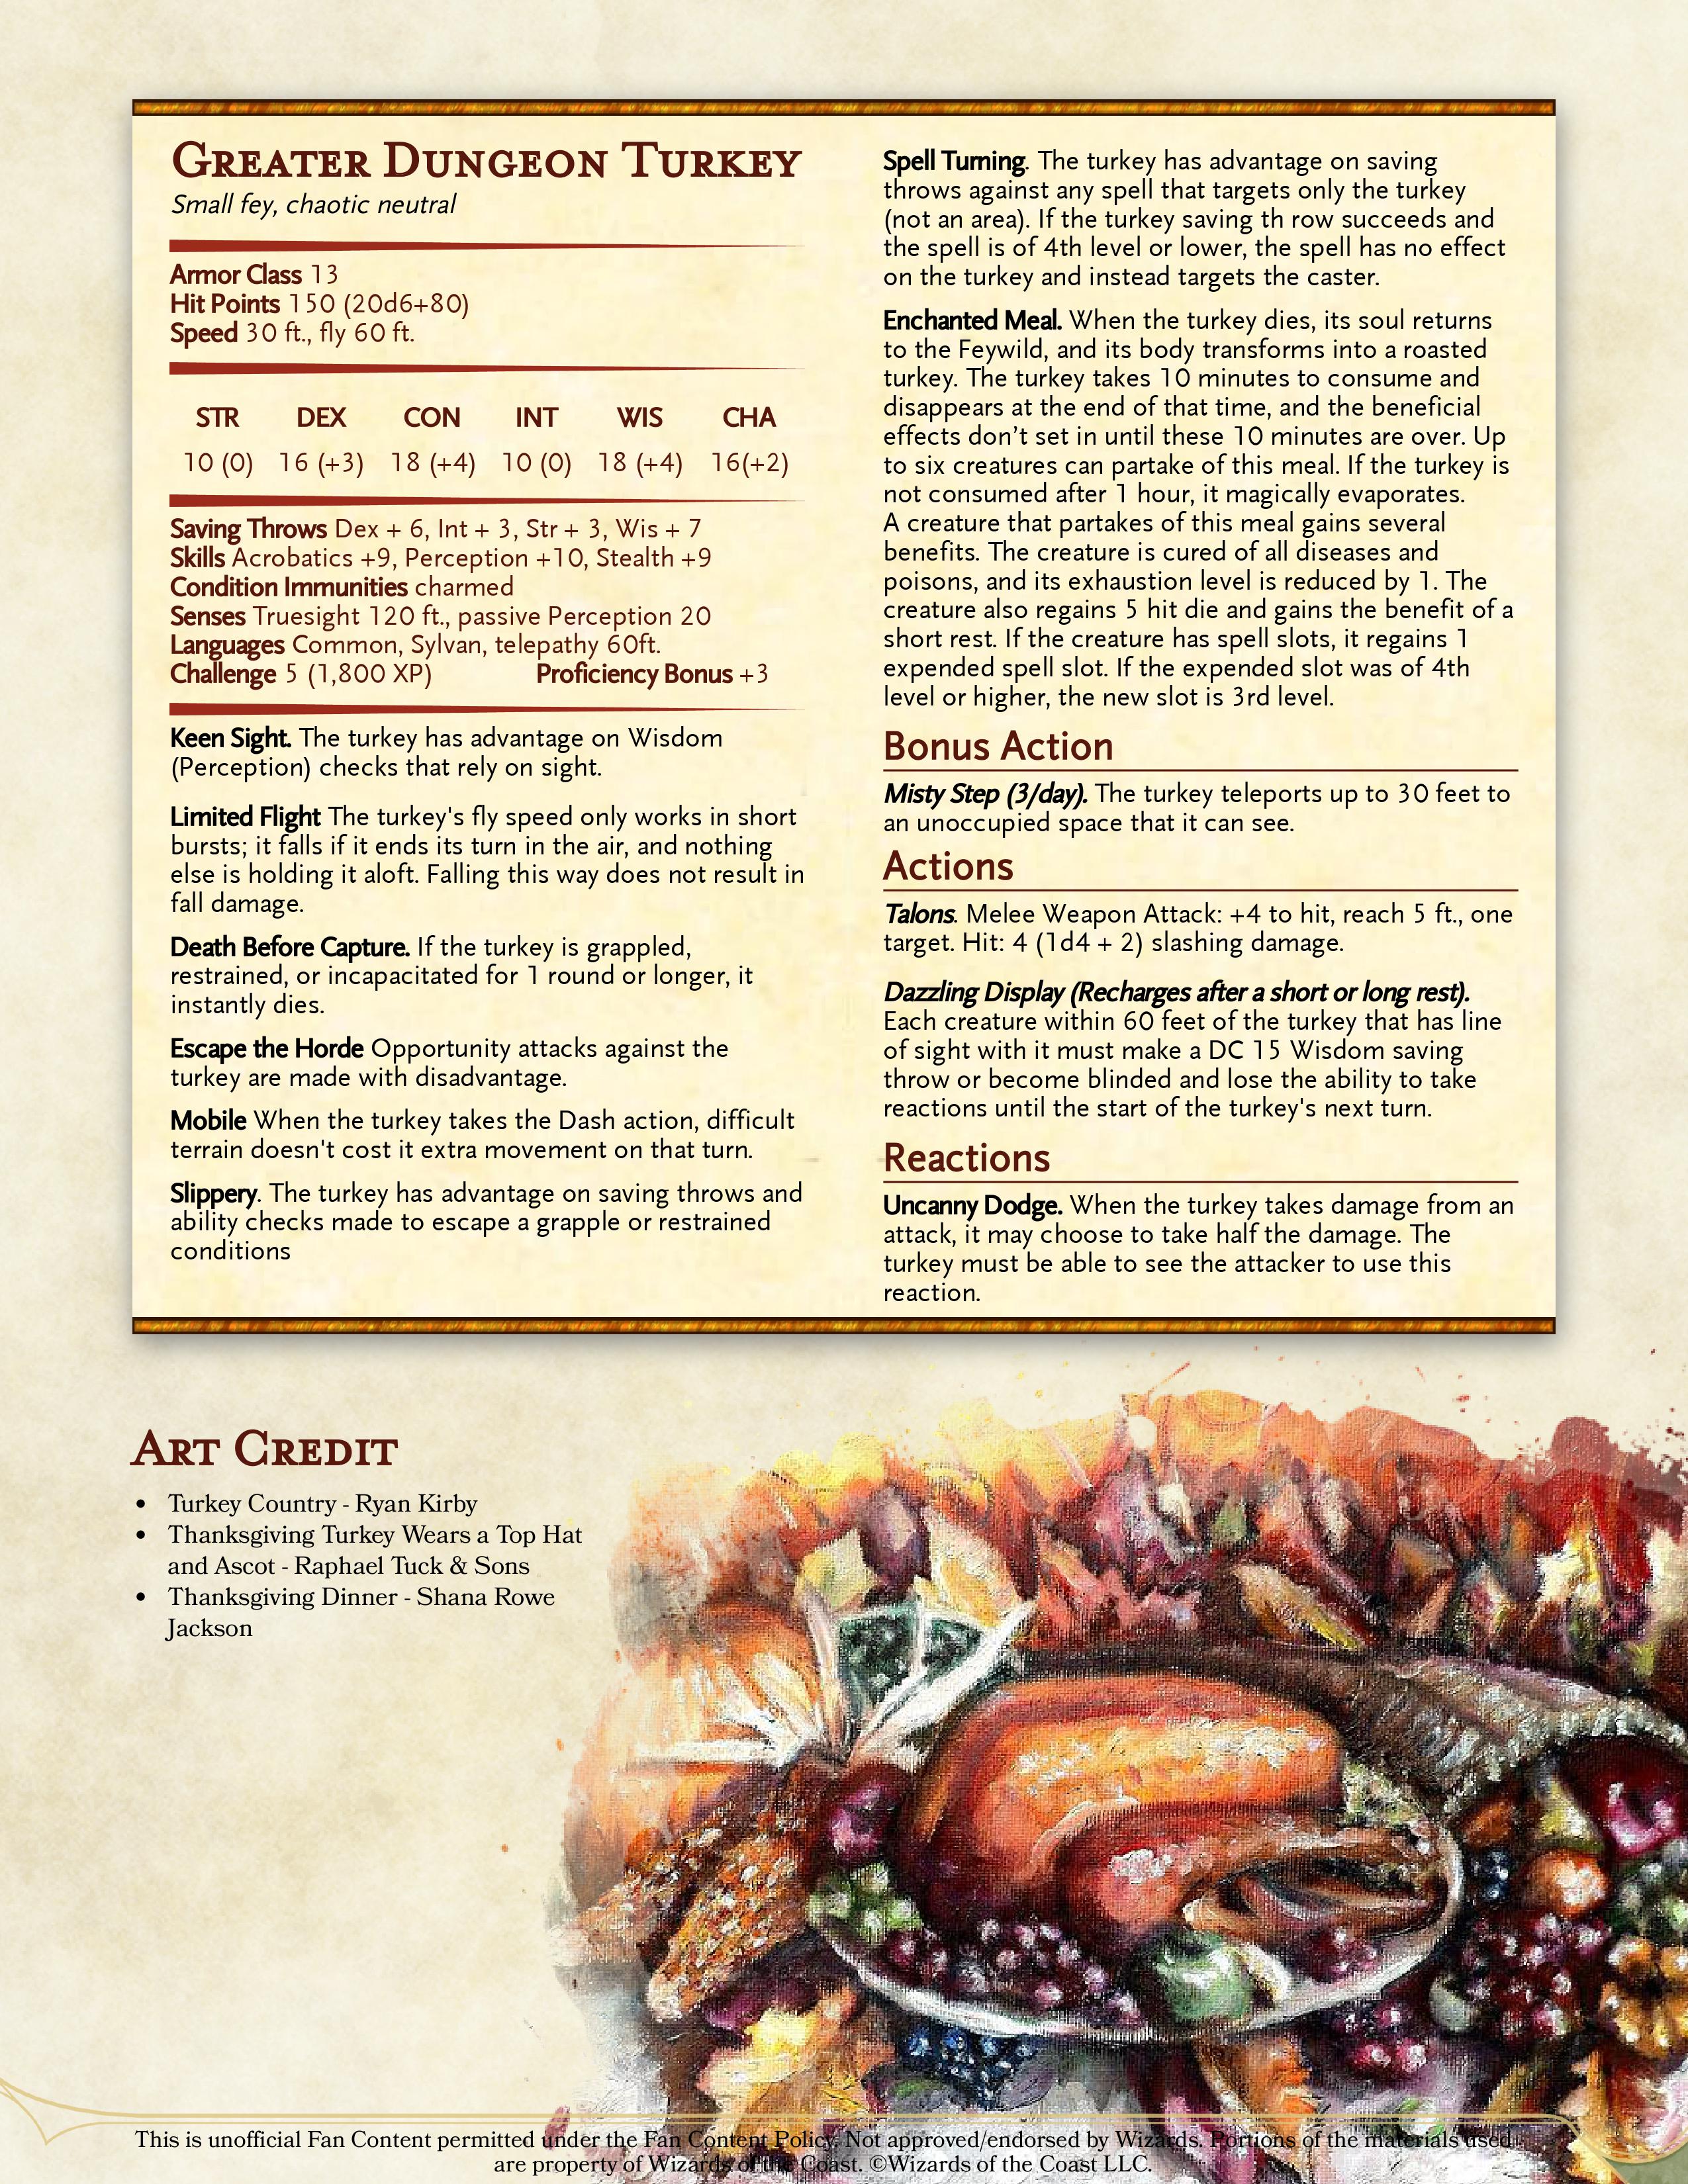 Greater Dungeon Turkey
Small fey, chaotic neutral
Armor Class 13
Hit Points 150 (20d6+80)
Speed 30 ft., fly 60 ft.
STR DEX CON INT WIS CHA
10 (0) 16 (+3) 18 (+4) 10 (0) 18 (+4) 16(+2)
Saving Throws Dex + 6, Int + 3, Str + 3, Wis + 7
Skills Acrobatics +9, Perception +10, Stealth +9
Condition Immunities charmed
Senses Truesight 120 ft., passive Perception 20
Languages Common, Sylvan, telepathy 60ft.
Challenge 5 (1,800 XP) Proficiency Bonus +3
Keen Sight. The turkey has advantage on Wisdom
(Perception) checks that rely on sight.
Limited Flight The turkey's fly speed only works in short
bursts; it falls if it ends its turn in the air, and nothing
else is holding it aloft. Falling this way does not result in
fall damage.
Death Before Capture. If the turkey is grappled,
restrained, or incapacitated for 1 round or longer, it
instantly dies.
Escape the Horde Opportunity attacks against the
turkey are made with disadvantage.
Mobile When the turkey takes the Dash action, difficult
terrain doesn't cost it extra movement on that turn.
Slippery. The turkey has advantage on saving throws and
ability checks made to escape a grapple or restrained
conditions
Spell Turning. The turkey has advantage on saving
throws against any spell that targets only the turkey
(not an area). If the turkey saving th row succeeds and
the spell is of 4th level or lower, the spell has no effect
on the turkey and instead targets the caster.
Enchanted Meal. When the turkey dies, its soul returns
to the Feywild, and its body transforms into a roasted
turkey. The turkey takes 10 minutes to consume and
disappears at the end of that time, and the beneficial
effects don’t set in until these 10 minutes are over. Up
to six creatures can partake of this meal. If the turkey is
not consumed after 1 hour, it magically evaporates.
A creature that partakes of this meal gains several
benefits. The creature is cured of all diseases and
poisons, and its exhaustion level is reduced by 1. The
creature also regains 5 hit die and gains the benefit of a
short rest. If the creature has spell slots, it regains 1
expended spell slot. If the expended slot was of 4th
level or higher, the new slot is 3rd level.
Bonus Action
Misty Step (3/day). The turkey teleports up to 30 feet to
an unoccupied space that it can see.
Actions
Talons. Melee Weapon Attack: +4 to hit, reach 5 ft., one
target. Hit: 4 (1d4 + 2) slashing damage.
Dazzling Display (Recharges after a short or long rest).
Each creature within 60 feet of the turkey that has line
of sight with it must make a DC 15 Wisdom saving
throw or become blinded and lose the ability to take
reactions until the start of the turkey's next turn.
Reactions
Uncanny Dodge. When the turkey takes damage from an
attack, it may choose to take half the damage. The
turkey must be able to see the attacker to use this
reaction.
Art Credit
• Turkey Country - Ryan Kirby
• Thanksgiving Turkey Wears a Top Hat
and Ascot - Raphael Tuck & Sons
• Thanksgiving Dinner - Shana Rowe
Jackson
This is unofficial Fan Content permitted under the Fan Content Policy. Not approved/endorsed by Wizards. Portions of the materials used
are property of Wizards of the Coast. ©Wizards of the Coast LLC.